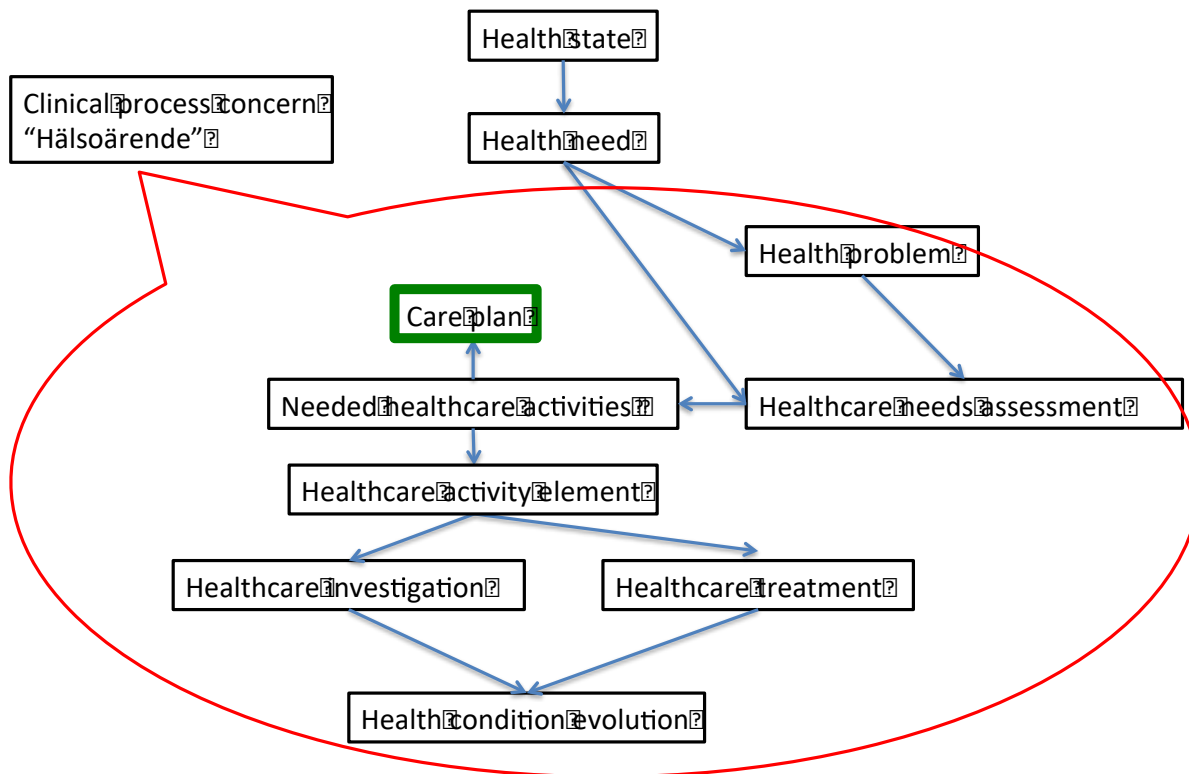 Health state
Clinical process concern
“Hälsoärende”
Health need
Health problem
Care plan
Needed healthcare activities
Healthcare needs assessment
Healthcare activity element
Healthcare investigation
Healthcare treatment
Health condition evolution